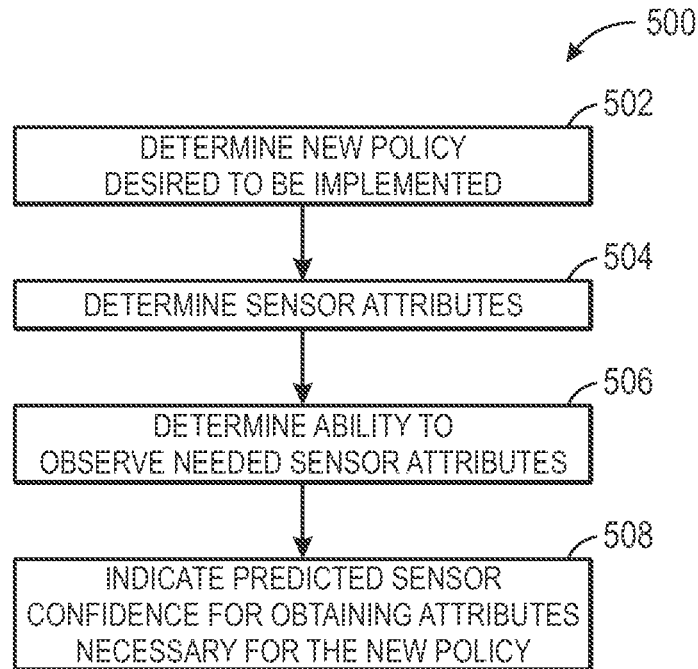 500
502
DETERMINE NEW POLICY
DESIRED TO BE IMPLEMENTED
504
DETERMINE SENSOR ATTRIBUTES
506
DETERMINE ABILITY TO
OBSERVE NEEDED SENSOR ATTRIBUTES
508
INDICATE PREDICTED SENSOR
CONFIDENCE FOR OBTAINING ATTRIBUTES
NECESSARY FOR THE NEW POLICY